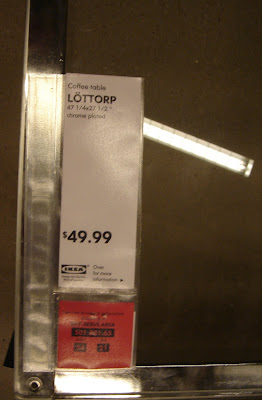 Coffee table
LÖTTORP
47 1/4x27 1/2"
chrome plated
$49.99
IKEA
Over
for more
information